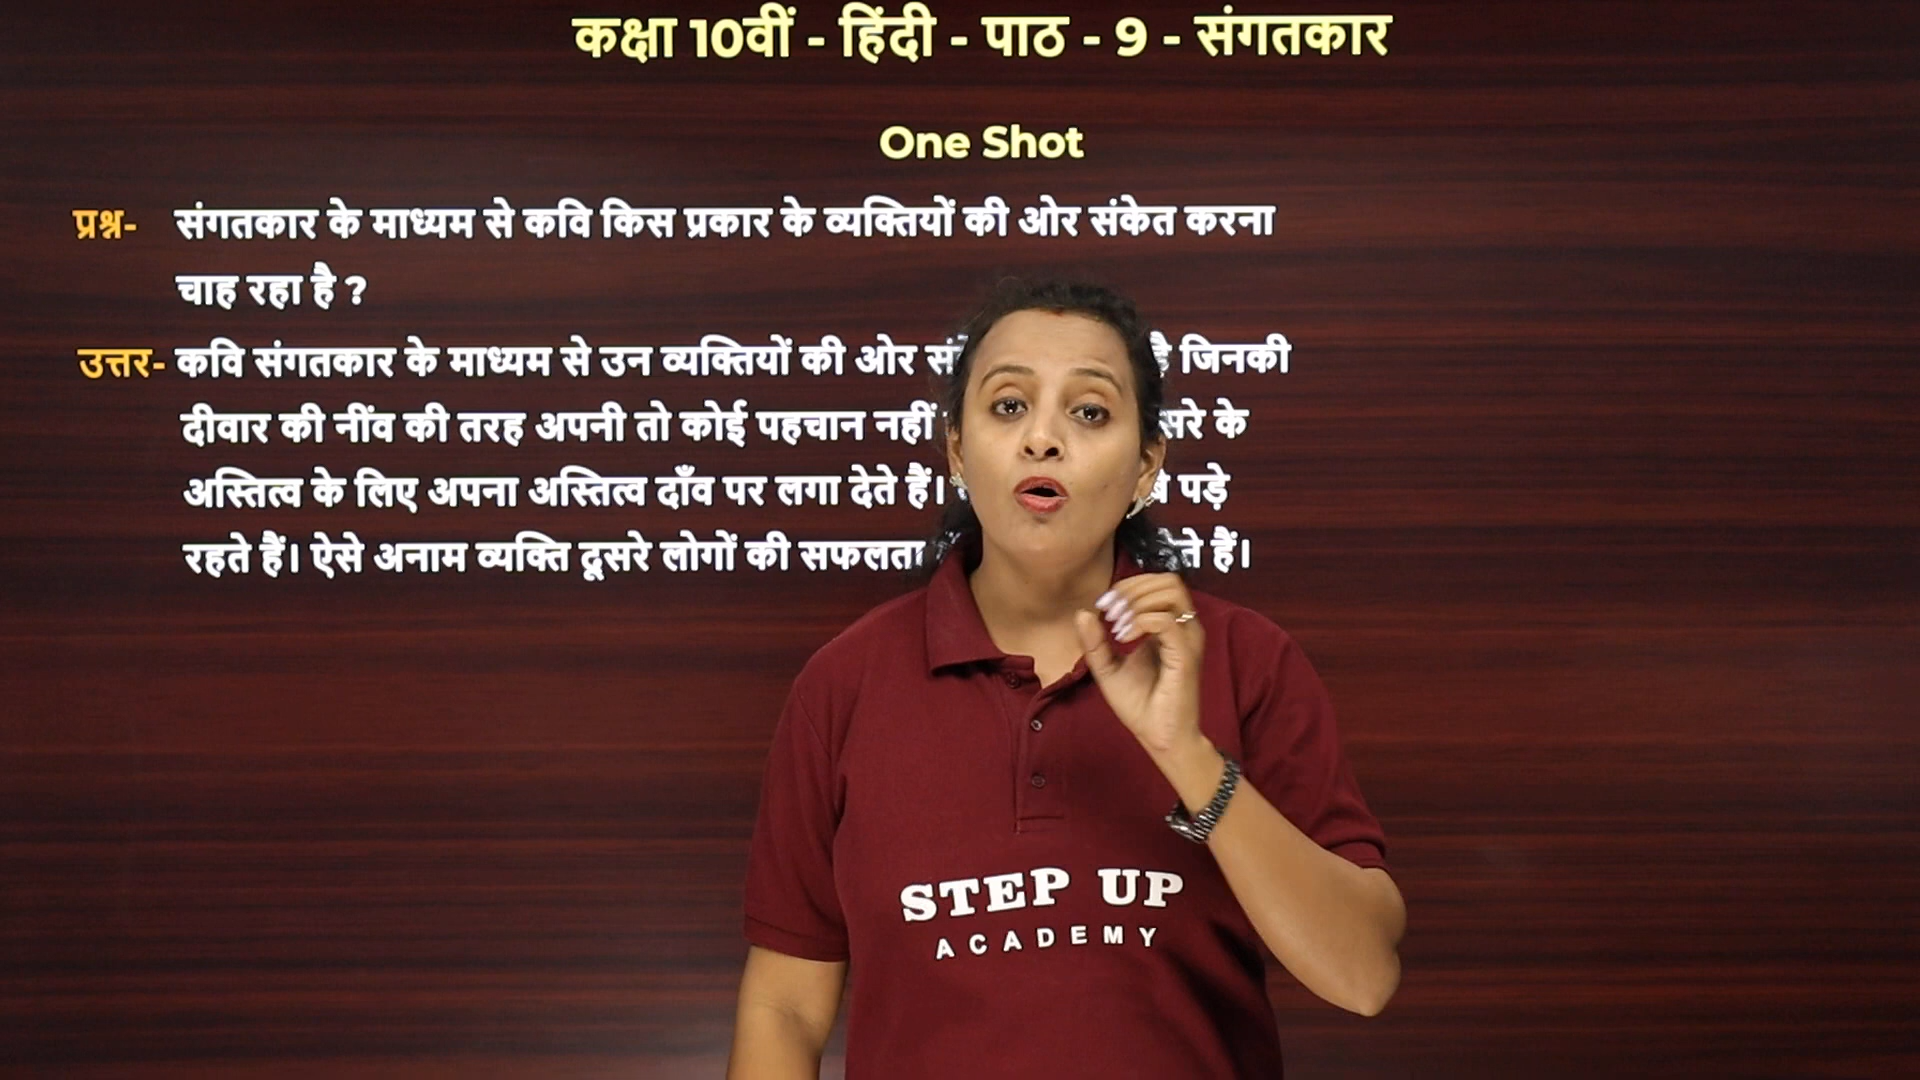 कक्षा 10वीं - हिंदी - पाठ - 9 - संगतकार
One Shot
प्रश्न- संगतकार के माध्यम से कवि किस प्रकार के व्यक्तियों की ओर संकेत करना
चाह रहा है ?
उत्तर- कवि संगतकार के माध्यम से उन व्यक्तियों की ओर जिनकी
दीवार की नींव की तरह अपनी तो कोई पहचान नहीं के
अस्तित्व के लिए अपना अस्तित्व दाँव पर लगा देते हैं। पड़े
रहते हैं। ऐसे अनाम व्यक्ति दूसरे लोगों की सफलता हैं।
STEP UP
ACADEMY